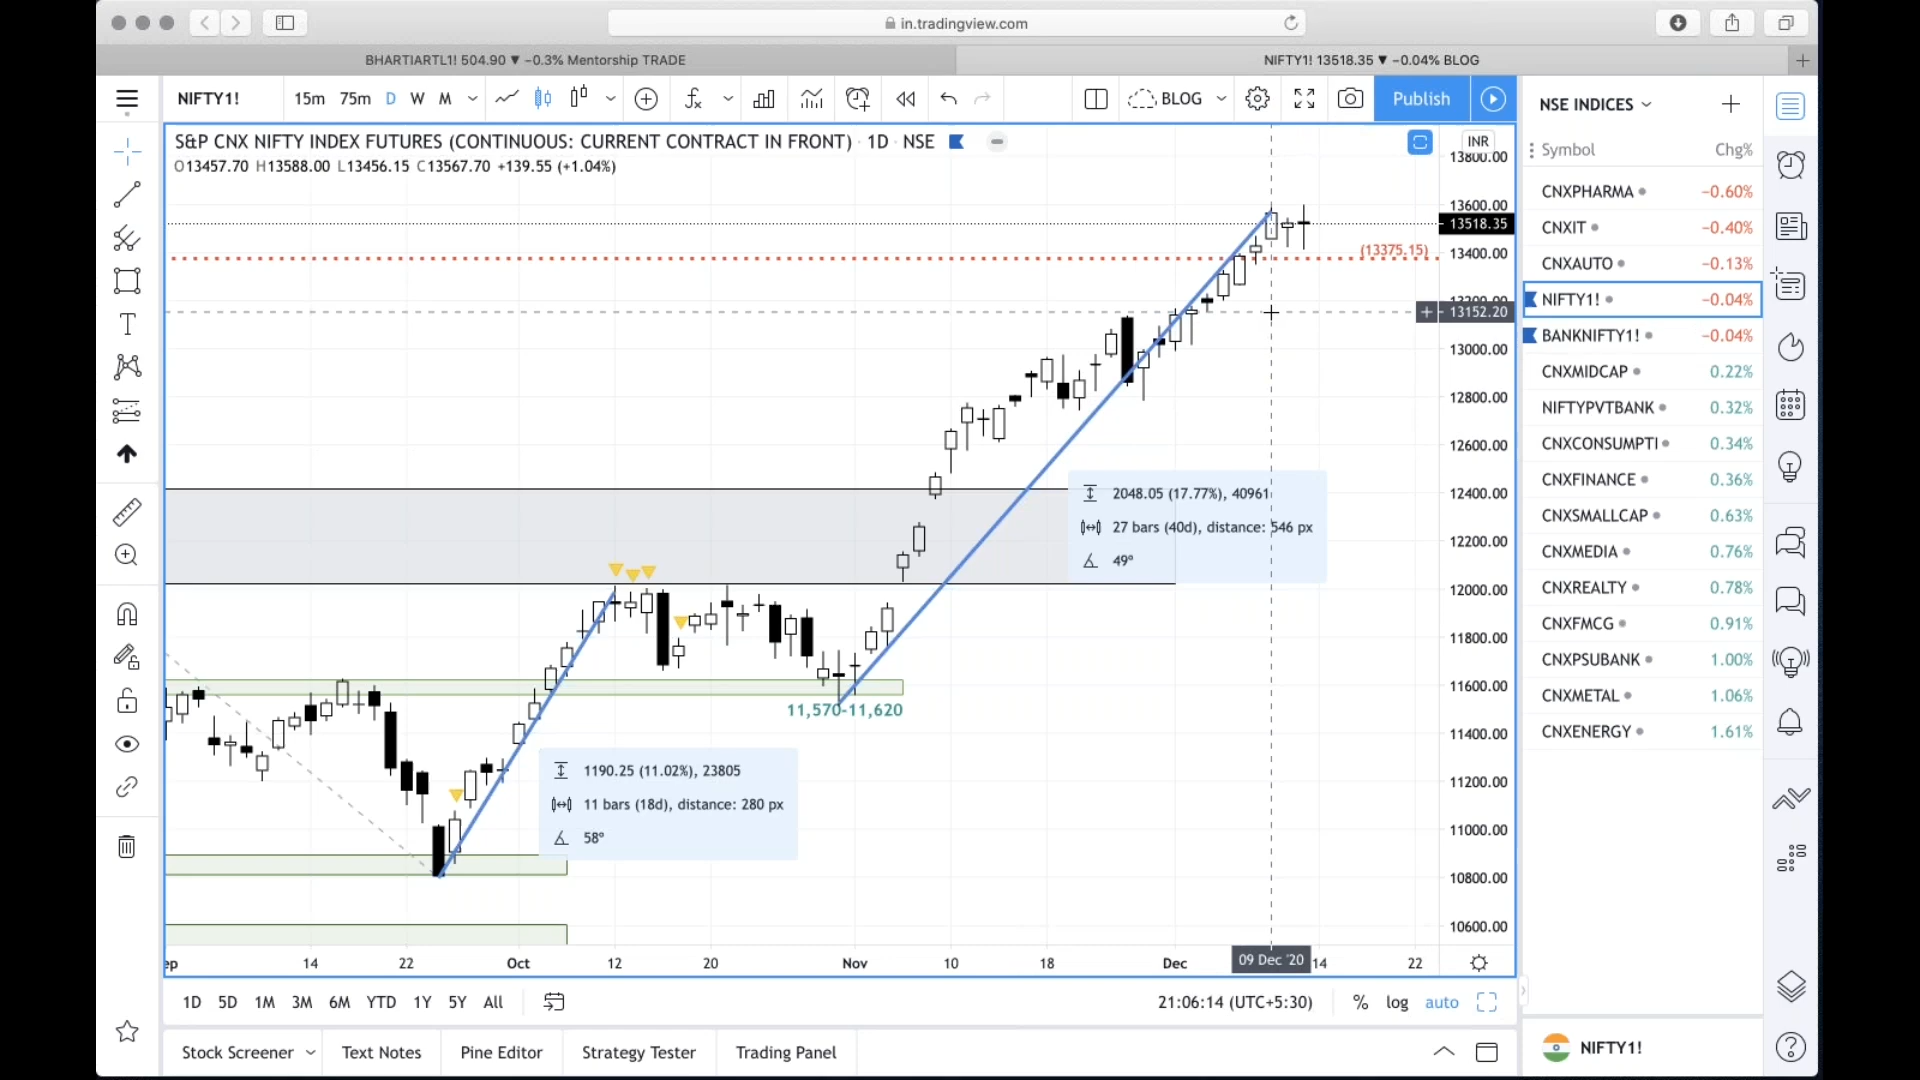 in.tradingview.com
BHARTIARTL1! 504.90 ▼ −0.3% Mentorship TRADE
NIFTY1! 13518.35 ▼ −0.04% BLOG
NIFTY1!
15m 75m D W M
BLOG
Publish
S&P CNX NIFTY INDEX FUTURES (CONTINUOUS: CURRENT CONTRACT IN FRONT) · 1D · NSE
O13457.70 H13588.00 L13456.15 C13567.70 +139.55 (+1.04%)
INR
13800.00
13600.00
13518.35
(13375.15)
13400.00
13200.00
13152.20
13000.00
12800.00
12600.00
12400.00
12200.00
12000.00
11800.00
11600.00
11400.00
11200.00
11000.00
10800.00
10600.00
2048.05 (17.77%), 40961
27 bars (40d), distance: 546 px
49°
11,570-11,620
1190.25 (11.02%), 23805
11 bars (18d), distance: 280 px
58°
ep 14 22 Oct 12 20 Nov 10 18 Dec 09 Dec '20 14 22
1D 5D 1M 3M 6M YTD 1Y 5Y All
21:06:14 (UTC+5:30) % log auto
Stock Screener Text Notes Pine Editor Strategy Tester Trading Panel
NSE INDICES
Symbol Chg%
CNXPHARMA −0.60%
CNXIT −0.40%
CNXAUTO −0.13%
NIFTY1! −0.04%
BANKNIFTY1! −0.04%
CNXMIDCAP 0.22%
NIFTYPVTBANK 0.32%
CNXCONSUMPTI 0.34%
CNXFINANCE 0.36%
CNXSMALLCAP 0.63%
CNXMEDIA 0.76%
CNXREALTY 0.78%
CNXFMCG 0.91%
CNXPSUBANK 1.00%
CNXMETAL 1.06%
CNXENERGY 1.61%
NIFTY1!